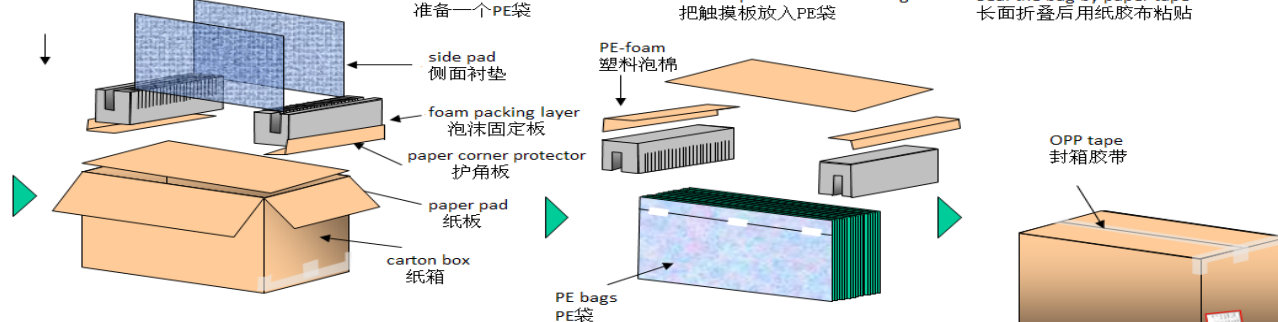 准备一个PE袋
把触摸板放入PE袋
长面折叠后用纸胶布粘贴
side pad
侧面衬垫
foam packing layer
泡沫固定板
paper corner protector
护角板
paper pad
纸板
carton box
纸箱
PE-foam
塑料泡棉
PE bags
PE袋
OPP tape
封箱胶带